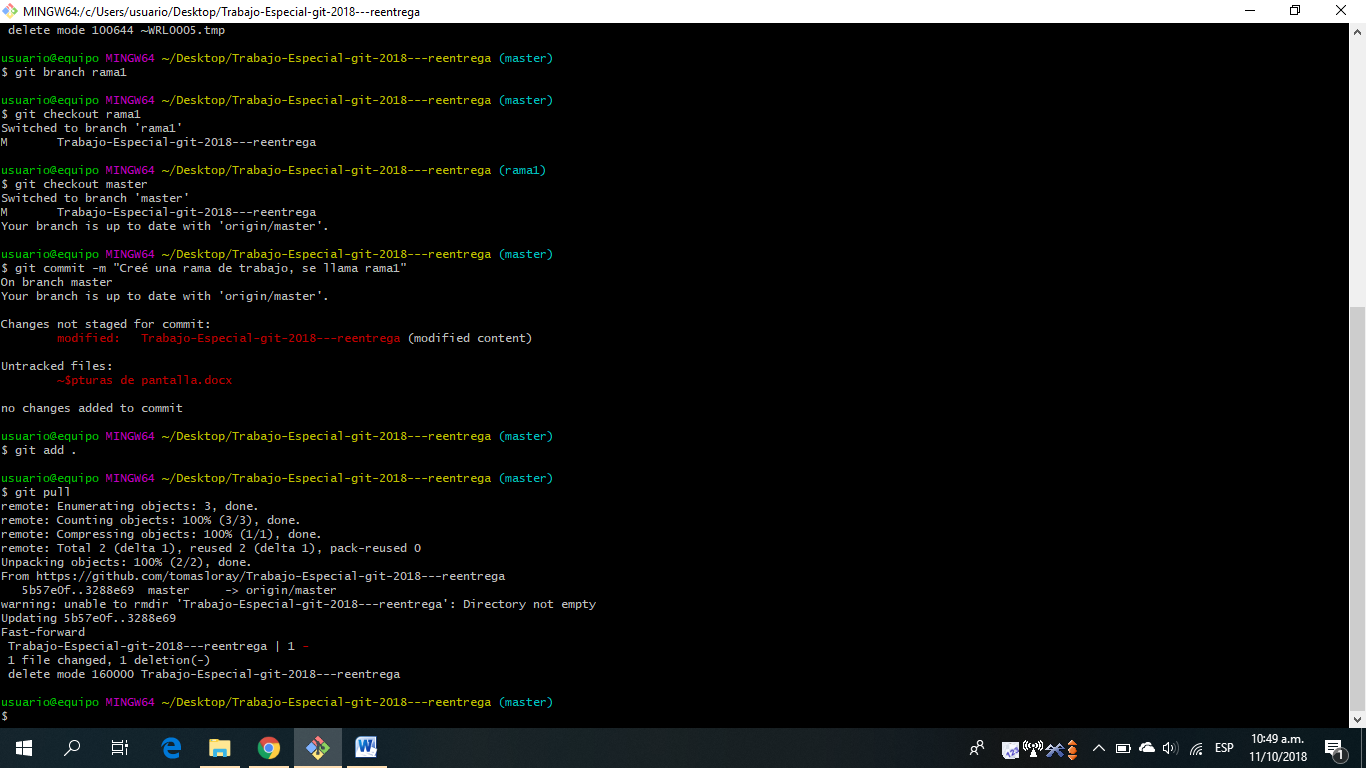 MINGW64:/c/Users/usuario/Desktop/Trabajo-Especial-git-2018---reentrega
delete mode 100644 ~WRL0005.tmp
usuario@equipo MINGW64 ~/Desktop/Trabajo-Especial-git-2018---reentrega (master)
$ git branch rama1
usuario@equipo MINGW64 ~/Desktop/Trabajo-Especial-git-2018---reentrega (master)
$ git checkout rama1
Switched to branch 'rama1'
M       Trabajo-Especial-git-2018---reentrega
usuario@equipo MINGW64 ~/Desktop/Trabajo-Especial-git-2018---reentrega (rama1)
$ git checkout master
Switched to branch 'master'
M       Trabajo-Especial-git-2018---reentrega
Your branch is up to date with 'origin/master'.
usuario@equipo MINGW64 ~/Desktop/Trabajo-Especial-git-2018---reentrega (master)
$ git commit -m "Creé una rama de trabajo, se llama rama1"
On branch master
Your branch is up to date with 'origin/master'.
Changes not staged for commit:
modified:   Trabajo-Especial-git-2018---reentrega (modified content)
Untracked files:
~$pturas de pantalla.docx
no changes added to commit
usuario@equipo MINGW64 ~/Desktop/Trabajo-Especial-git-2018---reentrega (master)
$ git add .
usuario@equipo MINGW64 ~/Desktop/Trabajo-Especial-git-2018---reentrega (master)
$ git pull
remote: Enumerating objects: 3, done.
remote: Counting objects: 100% (3/3), done.
remote: Compressing objects: 100% (1/1), done.
remote: Total 2 (delta 1), reused 2 (delta 1), pack-reused 0
Unpacking objects: 100% (2/2), done.
From https://github.com/tomasloray/Trabajo-Especial-git-2018---reentrega
5b57e0f..3288e69  master     -> origin/master
warning: unable to rmdir 'Trabajo-Especial-git-2018---reentrega': Directory not empty
Updating 5b57e0f..3288e69
Fast-forward
Trabajo-Especial-git-2018---reentrega | 1 -
1 file changed, 1 deletion(-)
delete mode 160000 Trabajo-Especial-git-2018---reentrega
usuario@equipo MINGW64 ~/Desktop/Trabajo-Especial-git-2018---reentrega (master)
$
ESP
10:49 a.m.
11/10/2018
1